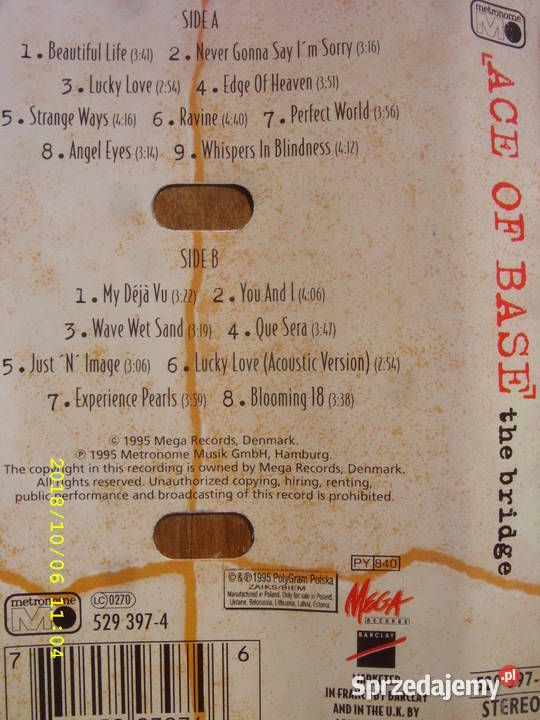 SIDE A
1. Beautiful Life (3:41) 2. Never Gonna Say I´m Sorry (3:16)
3. Lucky Love (2:54) 4. Edge Of Heaven (3:51)
5. Strange Ways (4:16) 6. Ravine (4:40) 7. Perfect World (3:56)
8. Angel Eyes (3:14) 9. Whispers In Blindness (4:12)
SIDE B
1. My Déjà Vu (3:22) 2. You And I (4:06)
3. Wave Wet Sand (3:19) 4. Que Sera (3:47)
5. Just ´N´ Image (3:06) 6. Lucky Love (Acoustic Version) (2:54)
7. Experience Pearls (3:59) 8. Blooming 18 (3:38)
© 1995 Mega Records, Denmark.
℗ 1995 Metronome Musik GmbH, Hamburg.
The copyright in this recording is owned by Mega Records, Denmark.
All rights reserved. Unauthorized copying, hiring, renting,
public performance and broadcasting of this record is prohibited.
metronome
LC 0270
529 397-4
7 6
©&℗1995 PolyGram Polska
ZAIKS/BIEM
Manufactured in Poland. Only for sale in Poland,
Ukraine, Belorussia, Lithuania, Latvia, Estonia.
PY 840
MEGA
RECORDS
BARCLAY
MARKETED
IN FRANCE BY BARCLAY
AND IN THE U.K. BY
STEREO
metronome
ACE OF BASE
the bridge
2018/10/06 11:04
Sprzedajemy.pl